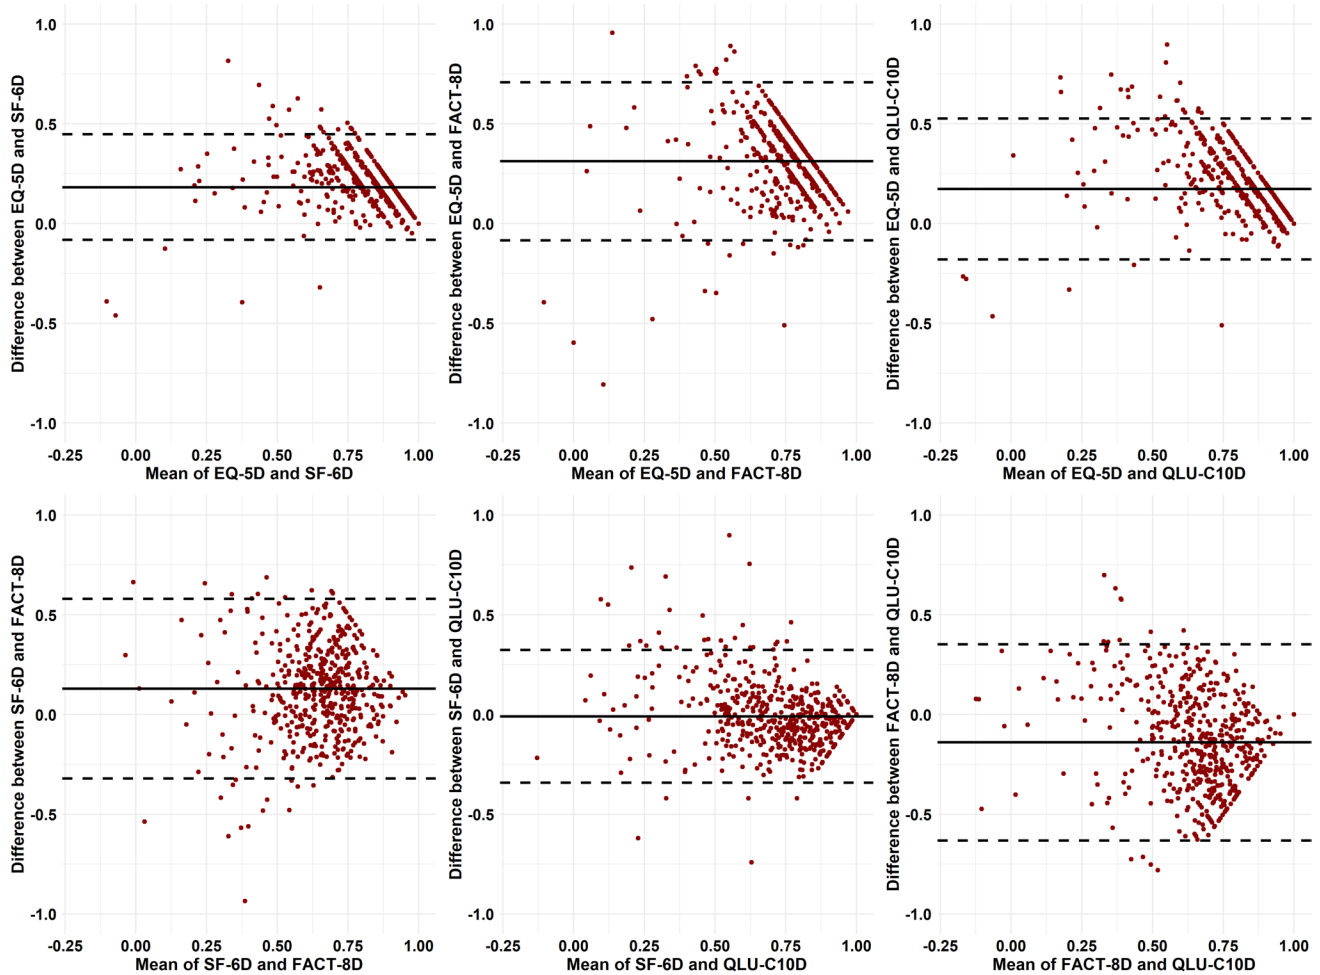 Difference between EQ-5D and SF-6D
1.0
0.5
0.0
-0.5
-1.0
-0.25 0.00 0.25 0.50 0.75 1.00
Mean of EQ-5D and SF-6D
Difference between EQ-5D and FACT-8D
1.0
0.5
0.0
-0.5
-1.0
-0.25 0.00 0.25 0.50 0.75 1.00
Mean of EQ-5D and FACT-8D
Difference between EQ-5D and QLU-C10D
1.0
0.5
0.0
-0.5
-1.0
-0.25 0.00 0.25 0.50 0.75 1.00
Mean of EQ-5D and QLU-C10D
Difference between SF-6D and FACT-8D
1.0
0.5
0.0
-0.5
-1.0
-0.25 0.00 0.25 0.50 0.75 1.00
Mean of SF-6D and FACT-8D
Difference between SF-6D and QLU-C10D
1.0
0.5
0.0
-0.5
-1.0
-0.25 0.00 0.25 0.50 0.75 1.00
Mean of SF-6D and QLU-C10D
Difference between FACT-8D and QLU-C10D
1.0
0.5
0.0
-0.5
-1.0
-0.25 0.00 0.25 0.50 0.75 1.00
Mean of FACT-8D and QLU-C10D